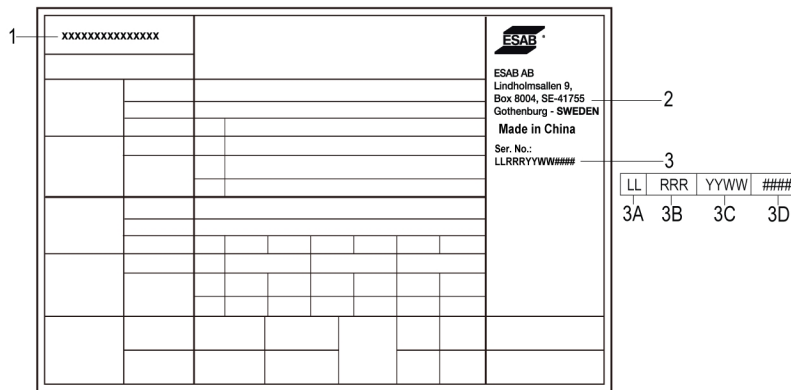 1
xxxxxxxxxxxxxxx
ESAB
ESAB AB
Lindholmsallen 9,
Box 8004, SE-41755
2
Gothenburg - SWEDEN
Made in China
Ser. No.:
LLRRRYYWW####
3
LL RRR YYWW ####
3A 3B 3C 3D